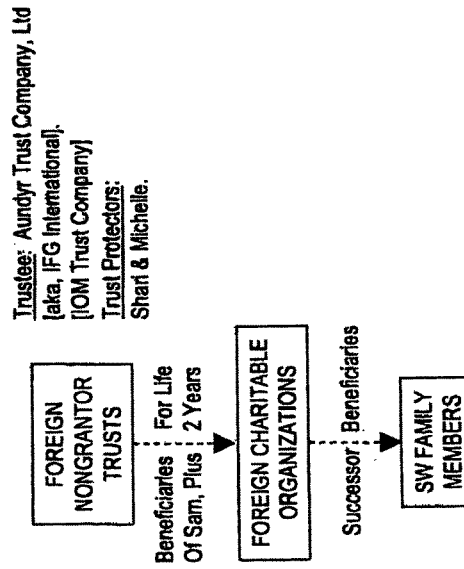 Trustee: Aundyr Trust Company, Ltd
[aka, IFG International].
[IOM Trust Company]
Trust Protectors:
Shari & Michelle.
FOREIGN
NONGRANTOR
TRUSTS
Beneficiaries For Life
Of Sam, Plus 2 Years
FOREIGN CHARITABLE
ORGANIZATIONS
Successor Beneficiaries
SW FAMILY
MEMBERS